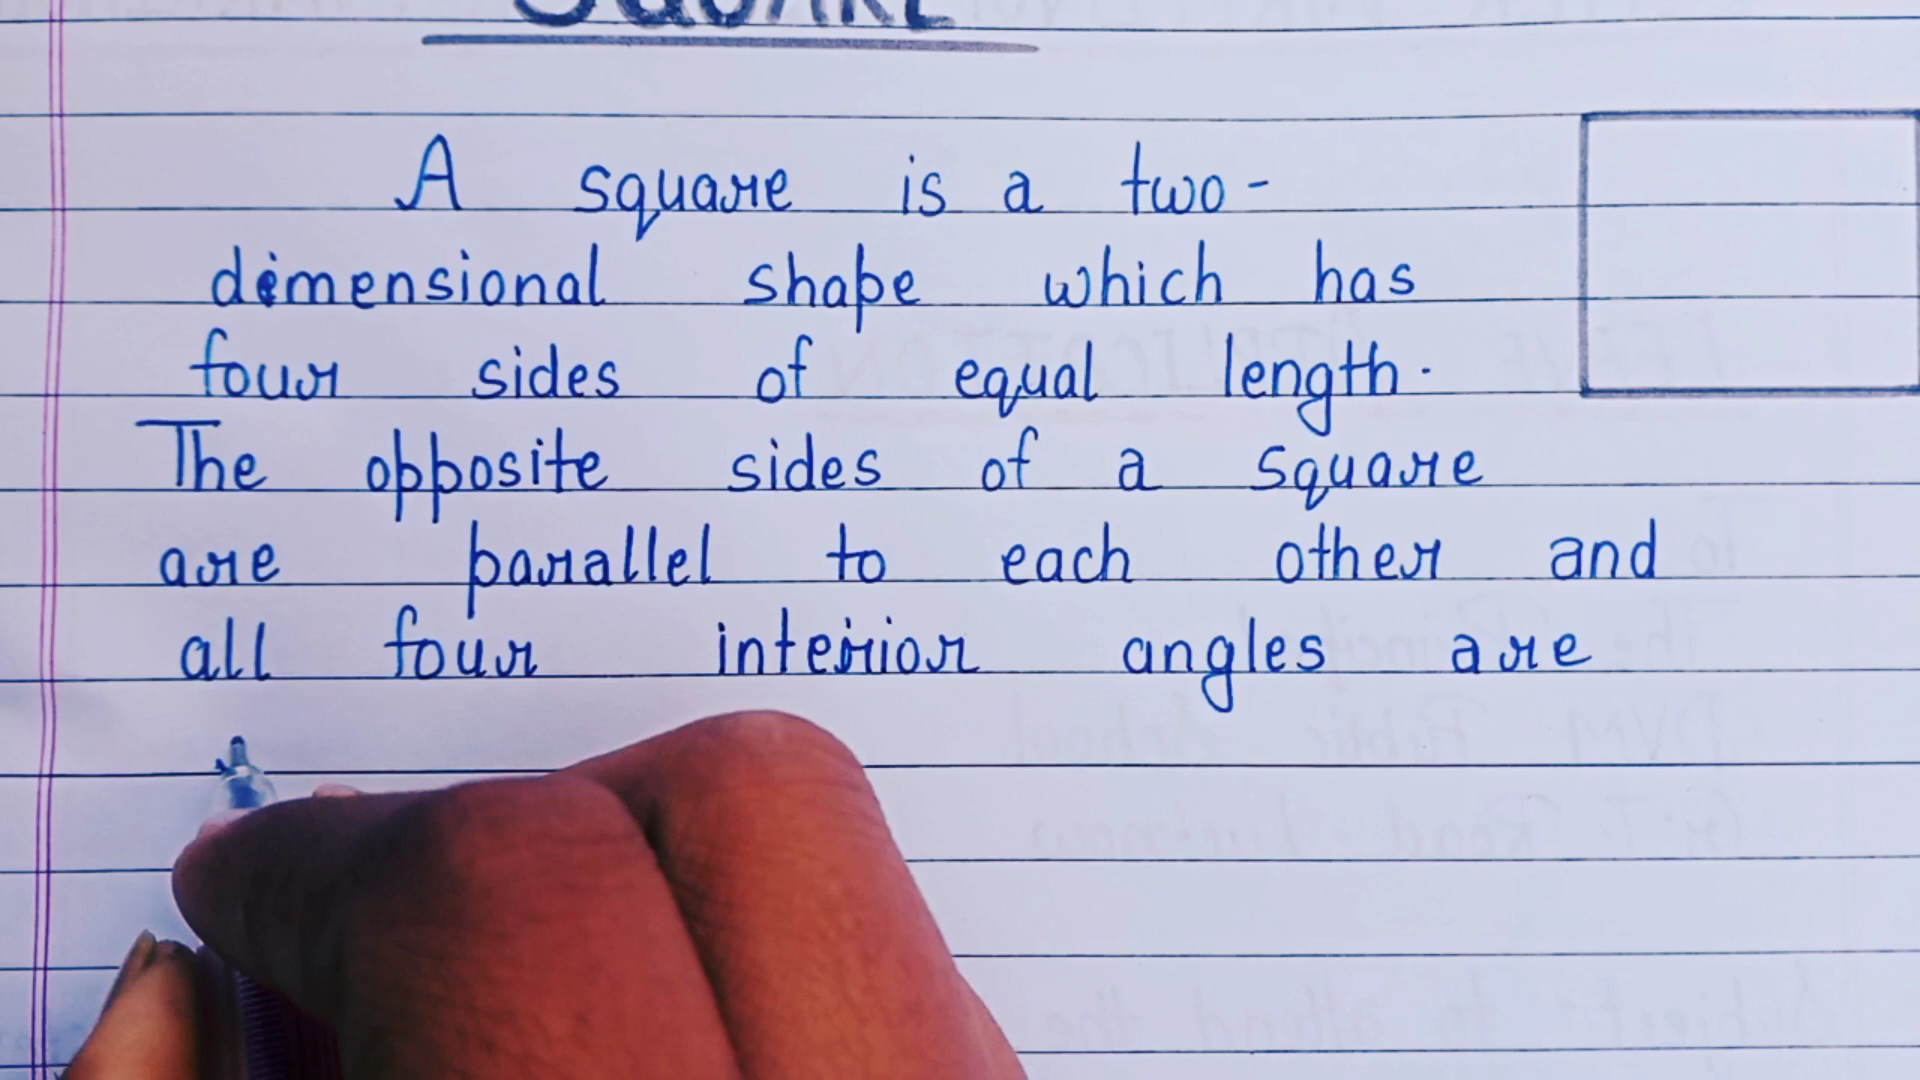 SQUARE
A square is a two-
dimensional shape which has
four sides of equal length.
The opposite sides of a square
are parallel to each other and
all four interior angles are